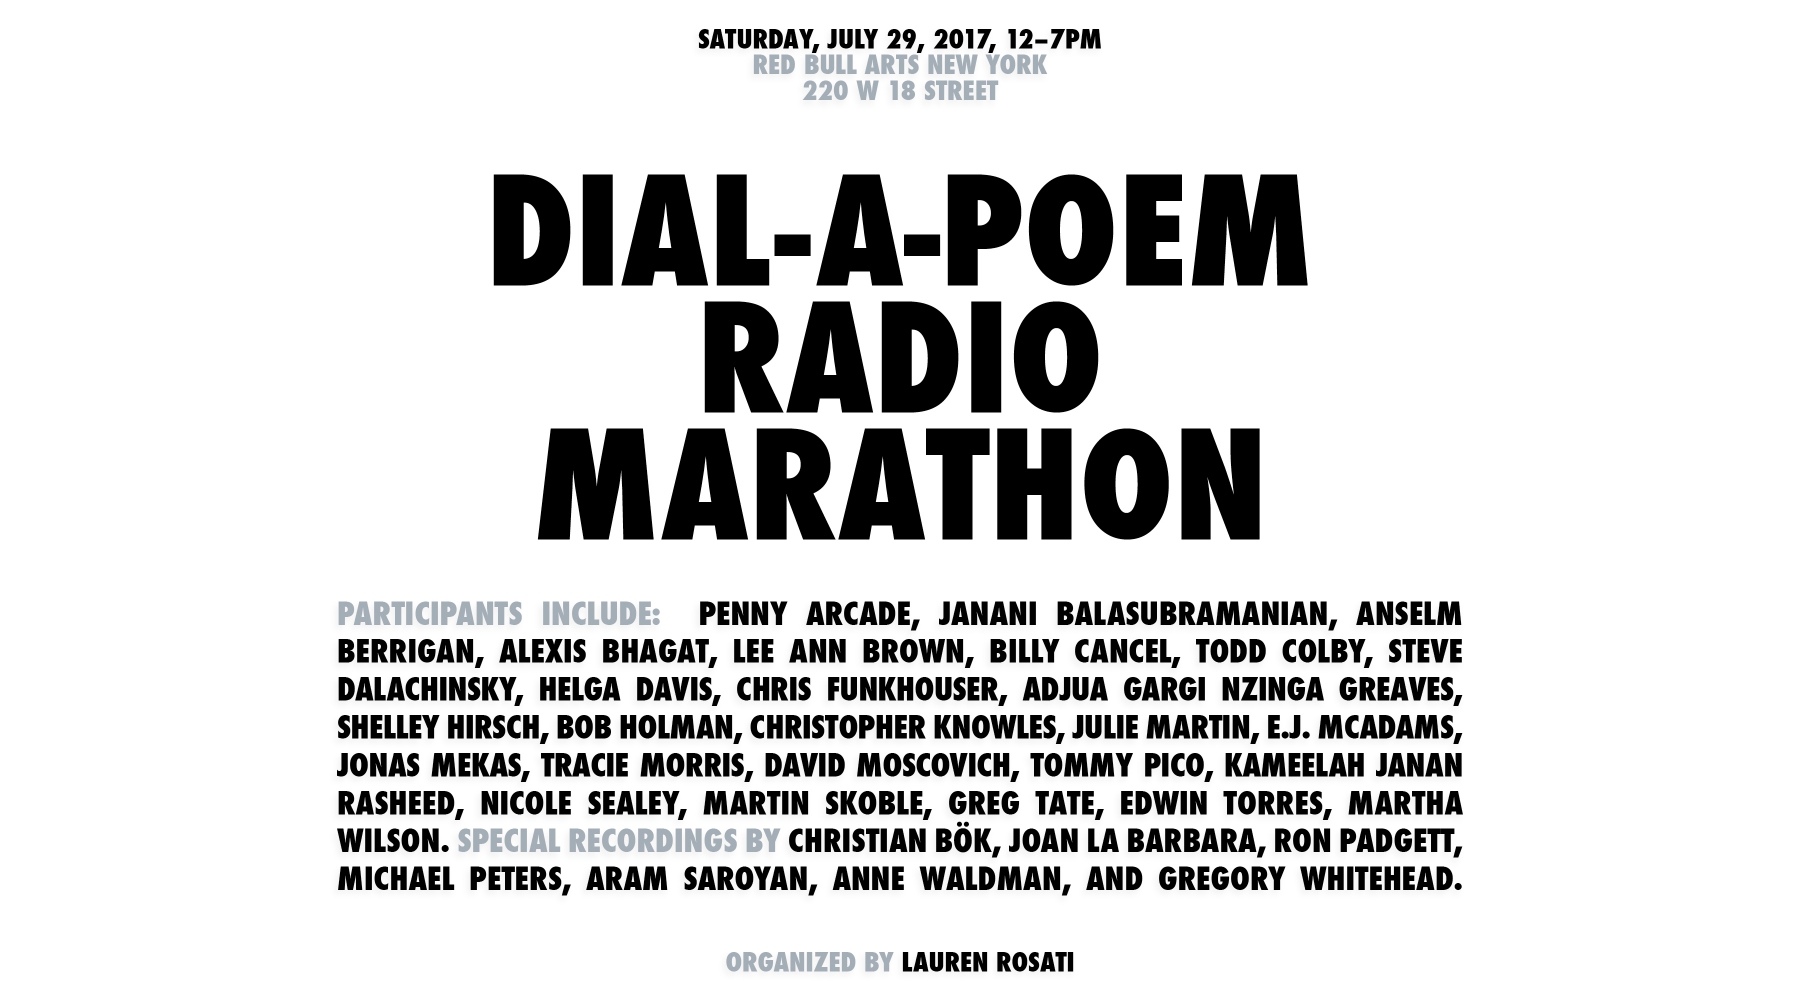 SATURDAY, JULY 29, 2017, 12–7PM
RED BULL ARTS NEW YORK
220 W 18 STREET
DIAL-A-POEM
RADIO
MARATHON
PARTICIPANTS INCLUDE: PENNY ARCADE, JANANI BALASUBRAMANIAN, ANSELM
BERRIGAN, ALEXIS BHAGAT, LEE ANN BROWN, BILLY CANCEL, TODD COLBY, STEVE
DALACHINSKY, HELGA DAVIS, CHRIS FUNKHOUSER, ADJUA GARGI NZINGA GREAVES,
SHELLEY HIRSCH, BOB HOLMAN, CHRISTOPHER KNOWLES, JULIE MARTIN, E.J. MCADAMS,
JONAS MEKAS, TRACIE MORRIS, DAVID MOSCOVICH, TOMMY PICO, KAMEELAH JANAN
RASHEED, NICOLE SEALEY, MARTIN SKOBLE, GREG TATE, EDWIN TORRES, MARTHA
WILSON. SPECIAL RECORDINGS BY CHRISTIAN BÖK, JOAN LA BARBARA, RON PADGETT,
MICHAEL PETERS, ARAM SAROYAN, ANNE WALDMAN, AND GREGORY WHITEHEAD.
ORGANIZED BY LAUREN ROSATI